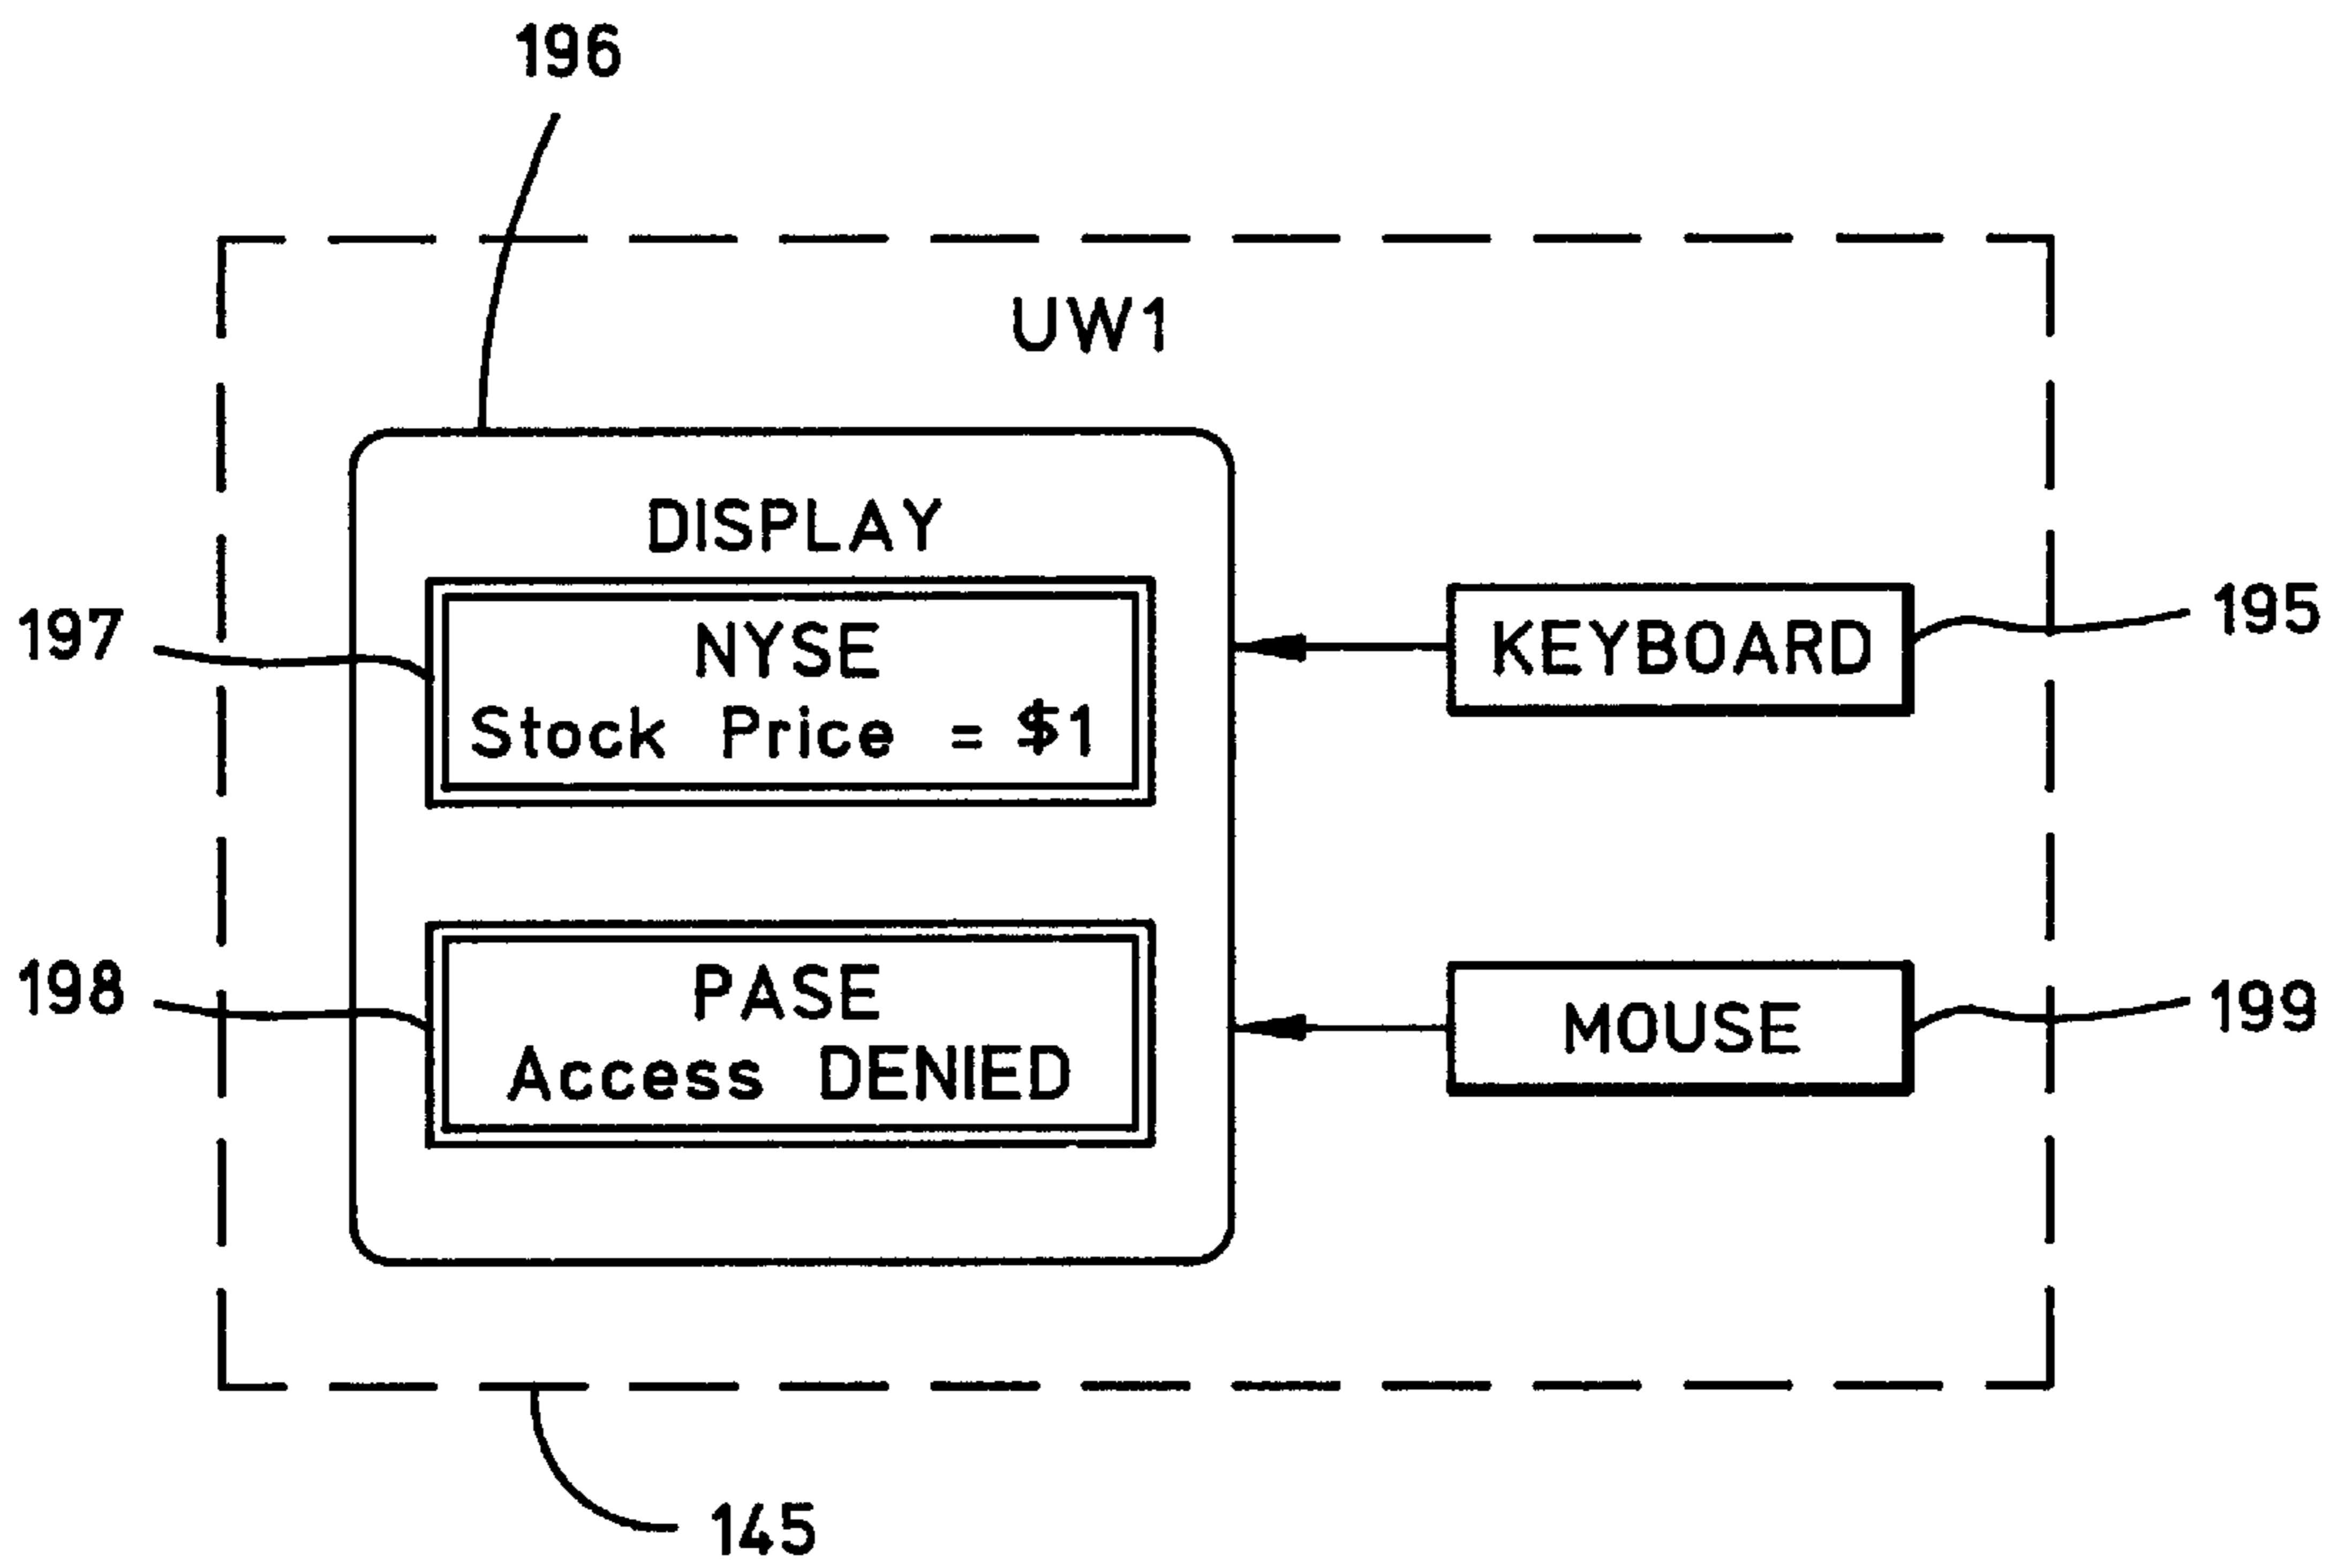 196
UW1
DISPLAY
197
NYSE
Stock Price = $1
KEYBOARD
195
198
PASE
Access DENIED
MOUSE
199
145